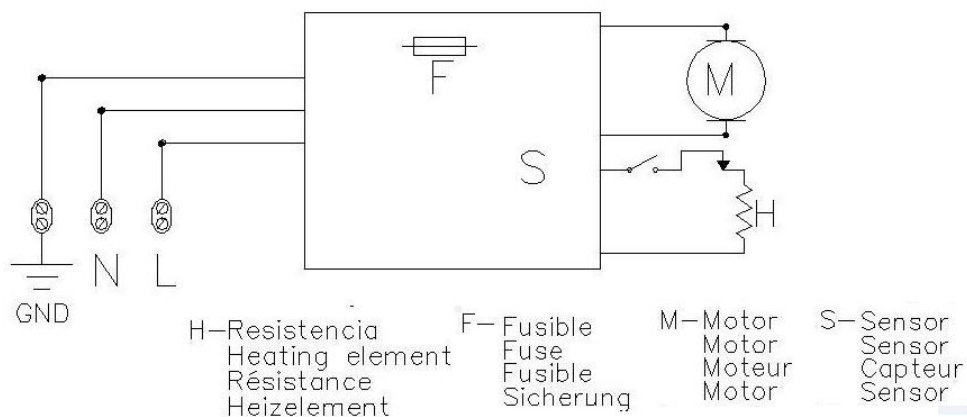 F
M
S
H
N L
GND
H-Resistencia
Heating element
Résistance
Heizelement
F-Fusible
Fuse
Fusible
Sicherung
M-Motor
Motor
Moteur
Motor
S-Sensor
Sensor
Capteur
Sensor